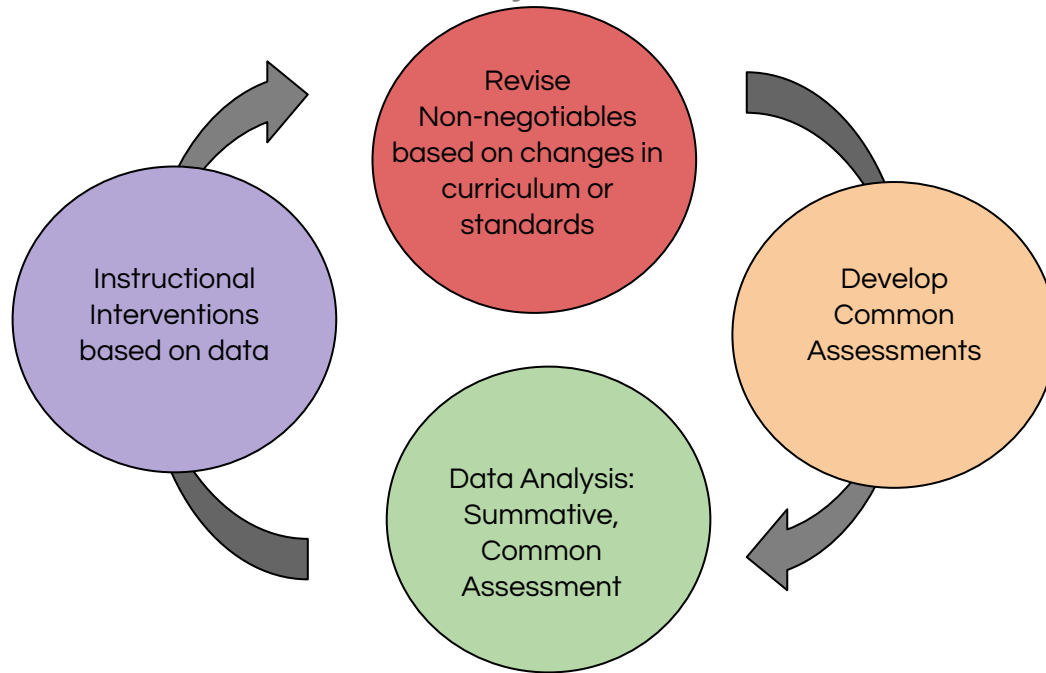 Revise
Non-negotiables
based on changes in
curriculum or
standards
Develop
Common
Assessments
Data Analysis:
Summative,
Common
Assessment
Instructional
Interventions
based on data